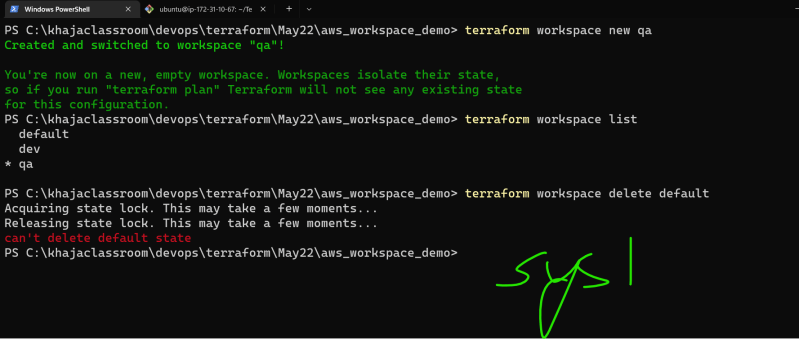 Windows PowerShell
ubuntu@ip-172-31-10-67: ~/Te
PS C:\khajaclassroom\devops\terraform\May22\aws_workspace_demo> terraform workspace new qa
Created and switched to workspace "qa"!
You're now on a new, empty workspace. Workspaces isolate their state,
so if you run "terraform plan" Terraform will not see any existing state
for this configuration.
PS C:\khajaclassroom\devops\terraform\May22\aws_workspace_demo> terraform workspace list
default
dev
* qa
PS C:\khajaclassroom\devops\terraform\May22\aws_workspace_demo> terraform workspace delete default
Acquiring state lock. This may take a few moments...
Releasing state lock. This may take a few moments...
can't delete default state
PS C:\khajaclassroom\devops\terraform\May22\aws_workspace_demo>